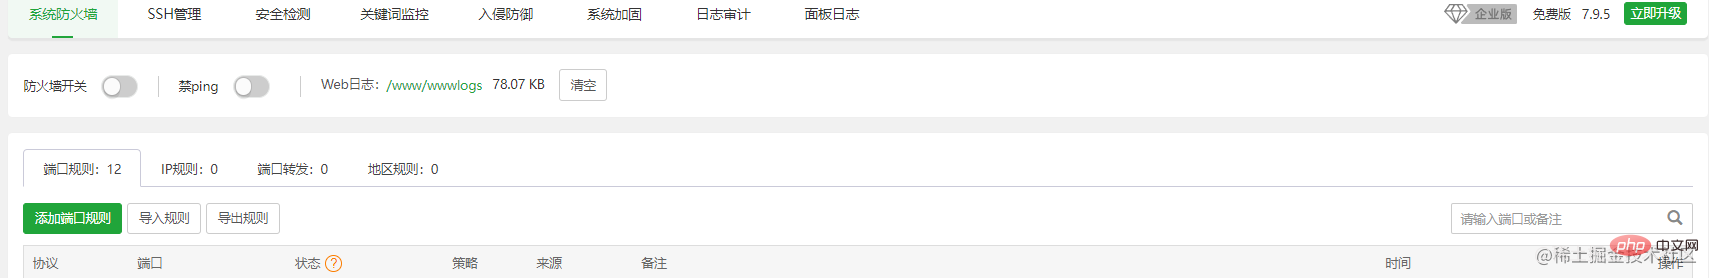 系统防火墙 SSH管理 安全检测 关键词监控 入侵防御 系统加固 日志审计 面板日志 企业版 免费版 7.9.5 立即升级
防火墙开关 禁ping Web日志：/www/wwwlogs 78.07 KB 清空
端口规则：12 IP规则：0 端口转发：0 地区规则：0
添加端口规则 导入规则 导出规则 请输入端口或备注
php 中文网
@稀土掘金技术社区
协议 端口 状态 ? 策略 来源 备注 时间 操作